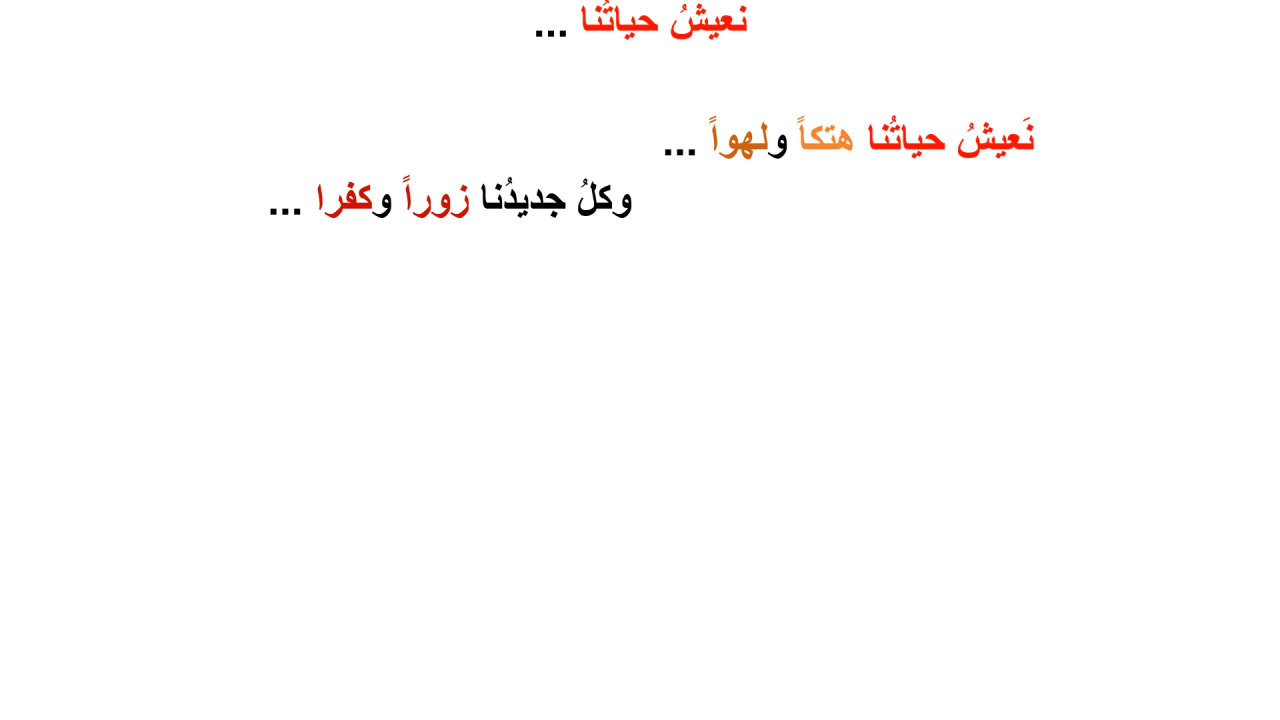 نعيشُ حياتُنا ...
نَعيشُ حياتُنا هتكاً ولهواً ...
وكلُ جديدُنا زوراً وكفرا ...